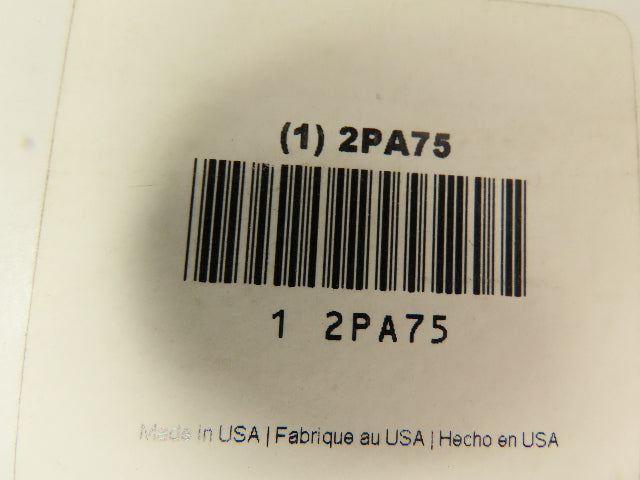 (1) 2PA75
1 2PA75
Made in USA | Fabrique au USA | Hecho en USA